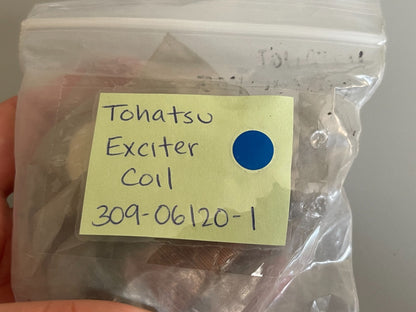 Tohatsu
Exciter
Coil
309-06120-1